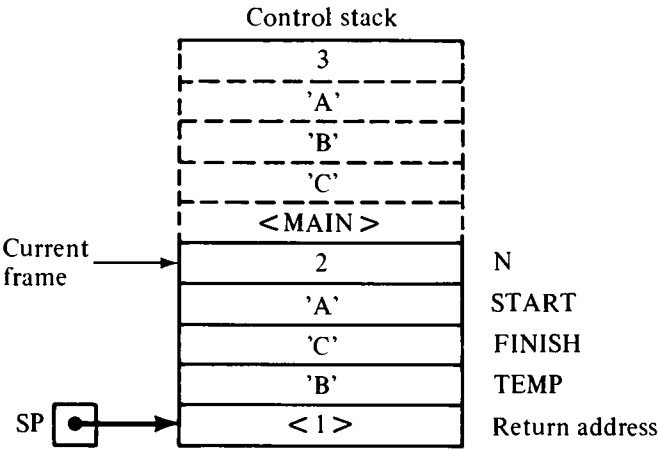 Control stack
3
'A'
'B'
'C'
<MAIN>
Current
frame
2
N
'A'
START
'C'
FINISH
'B'
TEMP
SP
<1>
Return address